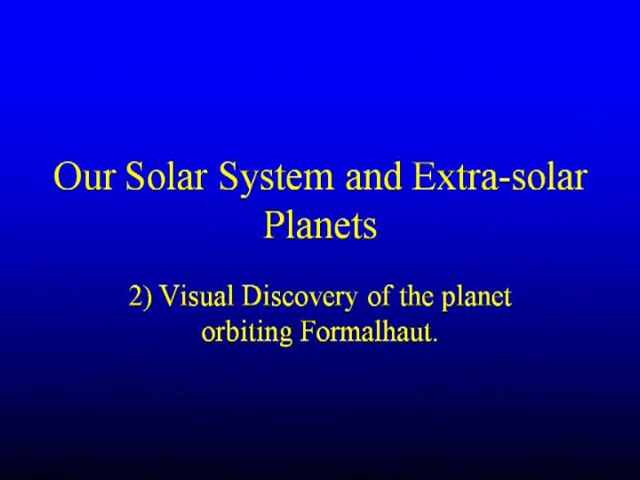 Our Solar System and Extra-solar
Planets
2) Visual Discovery of the planet
orbiting Formalhaut.